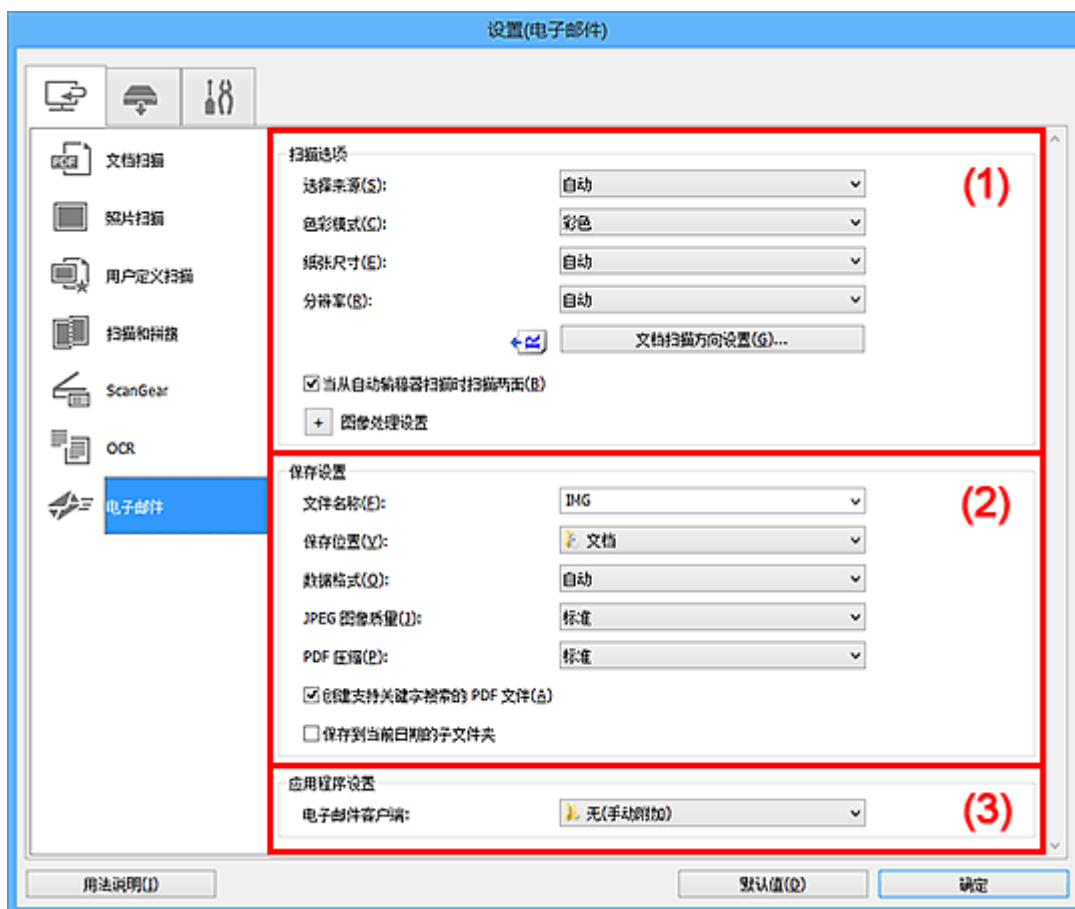 设置(电子邮件)
文档扫描
照片扫描
用户定义扫描
扫描和拼接
ScanGear
OCR
电子邮件
扫描选项
(1)
选择来源(S): 自动
色彩模式(C): 彩色
纸张尺寸(E): 自动
分辨率(R): 自动
文档扫描方向设置(G)...
当从自动输稿器扫描时扫描两面(B)
+ 图像处理设置
保存设置
(2)
文件名称(F): IMG
保存位置(V): 文档
数据格式(O): 自动
JPEG 图像质量(J): 标准
PDF 压缩(P): 标准
创建支持关键字搜索的 PDF 文件(A)
保存到当前日期的子文件夹
应用程序设置
(3)
电子邮件客户端: 无(手动附加)
用法说明(I) 默认值(D) 确定